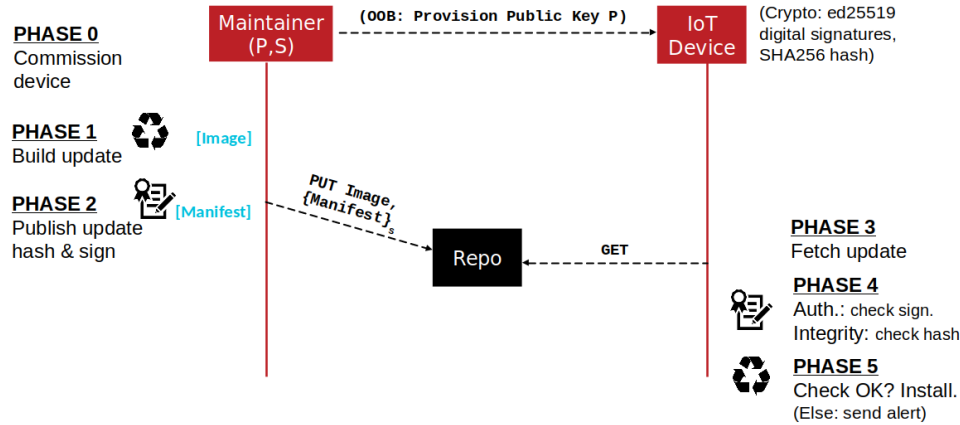 PHASE 0
Commission
device
Maintainer
(P,S)
(OOB: Provision Public Key P)
IoT
Device
(Crypto: ed25519
digital signatures,
SHA256 hash)
PHASE 1
Build update
[Image]
PHASE 2
Publish update
hash & sign
[Manifest]
PUT Image,
{Manifest}s
Repo
GET
PHASE 3
Fetch update
PHASE 4
Auth.: check sign.
Integrity: check hash
PHASE 5
Check OK? Install.
(Else: send alert)